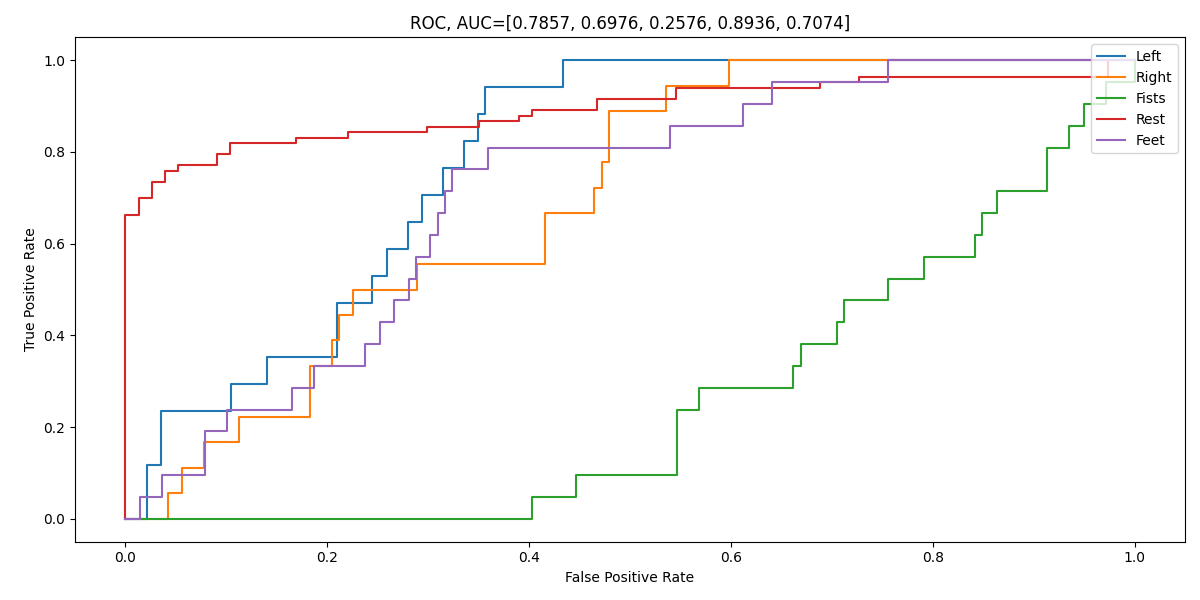 ROC, AUC=[0.7857, 0.6976, 0.2576, 0.8936, 0.7074]
True Positive Rate
1.0
0.8
0.6
0.4
0.2
0.0
Left
Right
Fists
Rest
Feet
0.0 0.2 0.4 0.6 0.8 1.0
False Positive Rate